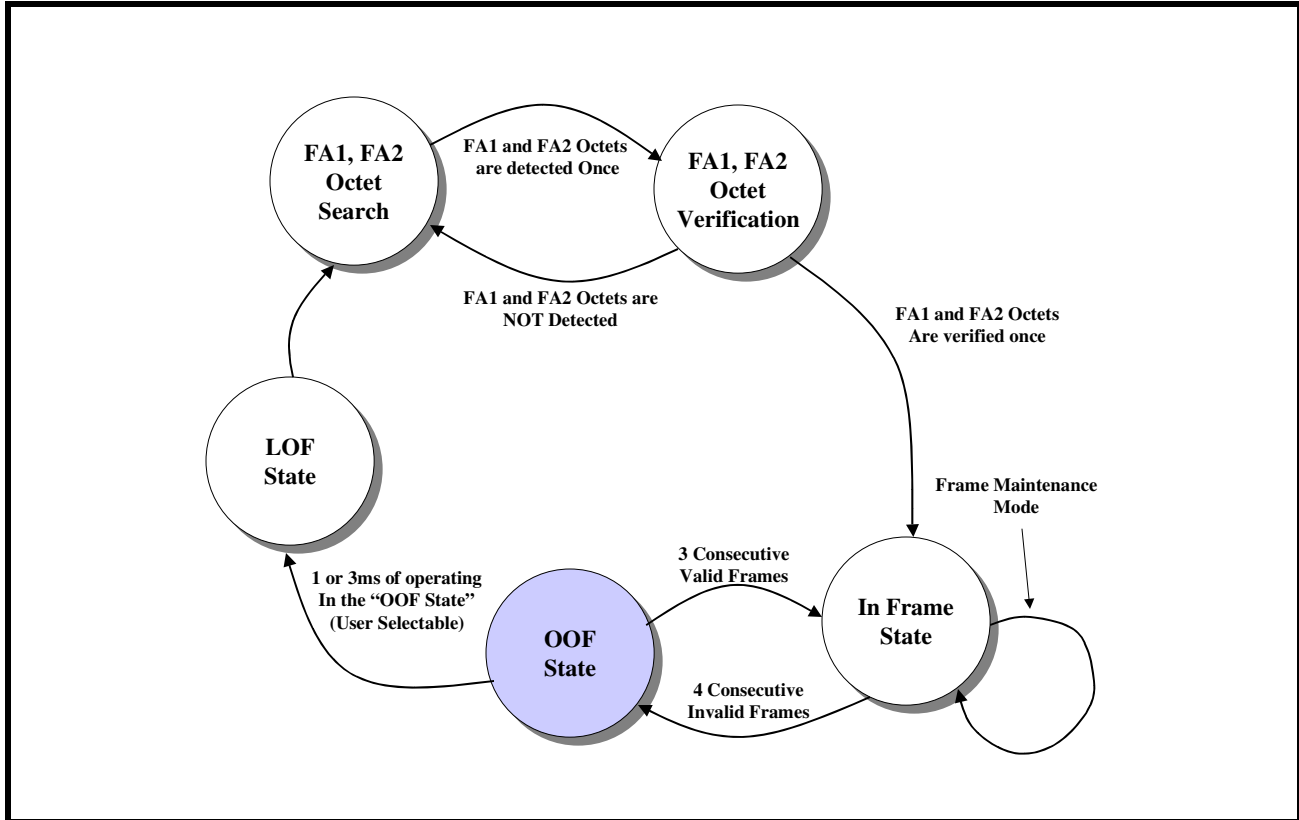 FA1, FA2
Octet
Search
FA1 and FA2 Octets
are detected Once
FA1, FA2
Octet
Verification
FA1 and FA2 Octets are
NOT Detected
FA1 and FA2 Octets
Are verified once
LOF
State
Frame Maintenance
Mode
1 or 3ms of operating
In the “OOF State”
(User Selectable)
3 Consecutive
Valid Frames
OOF
State
In Frame
State
4 Consecutive
Invalid Frames